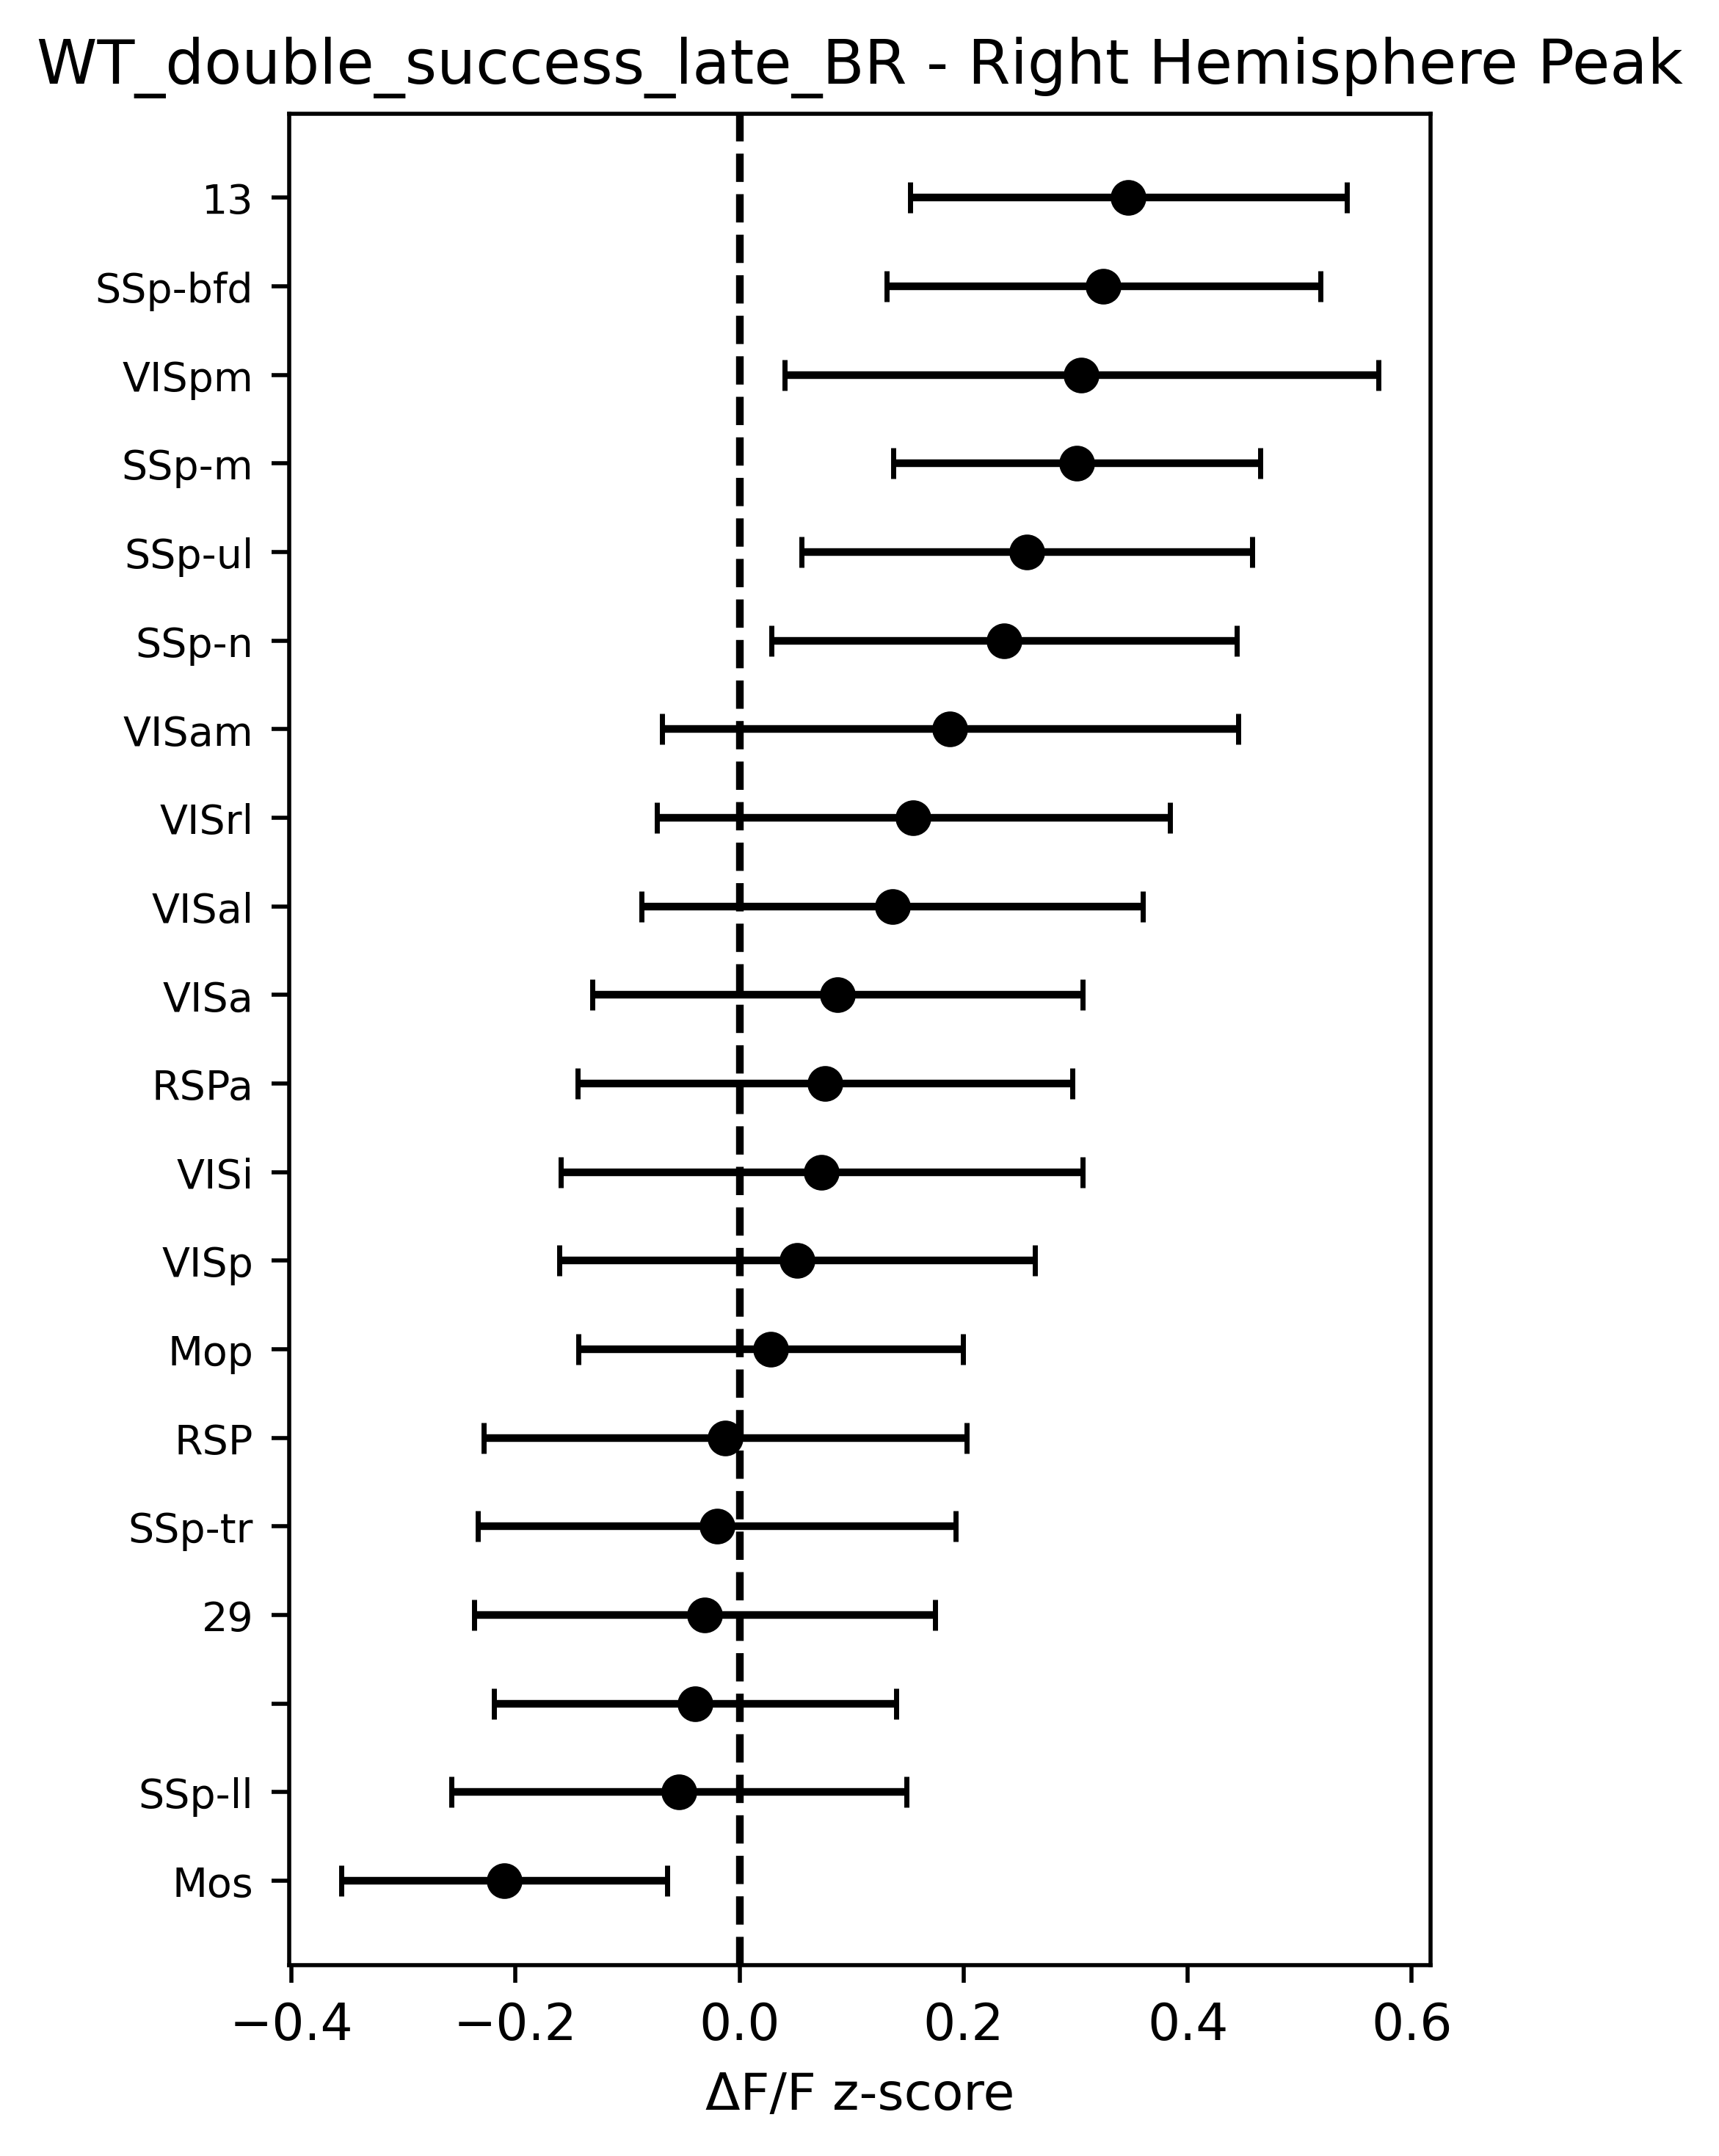 WT_double_success_late_BR - Right Hemisphere Peak
13
SSp-bfd
VISpm
SSp-m
SSp-ul
SSp-n
VISam
VISrl
VISal
VISa
RSPa
VISi
VISp
Mop
RSP
SSp-tr
29
SSp-ll
Mos
−0.4 −0.2 0.0 0.2 0.4 0.6
ΔF/F z-score